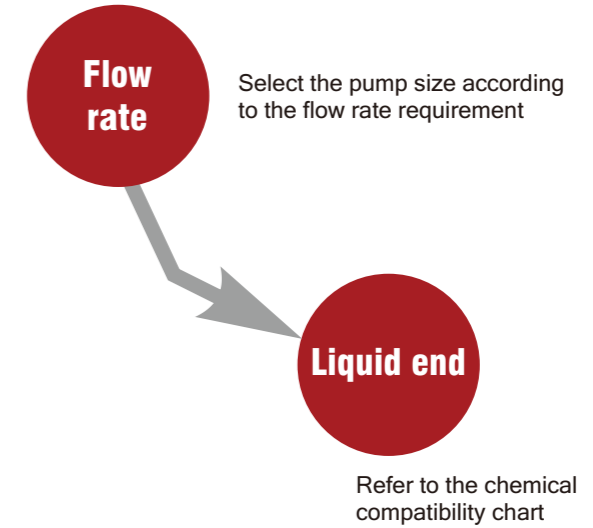 Flow
rate
Select the pump size according
to the flow rate requirement
Liquid end
Refer to the chemical
compatibility chart